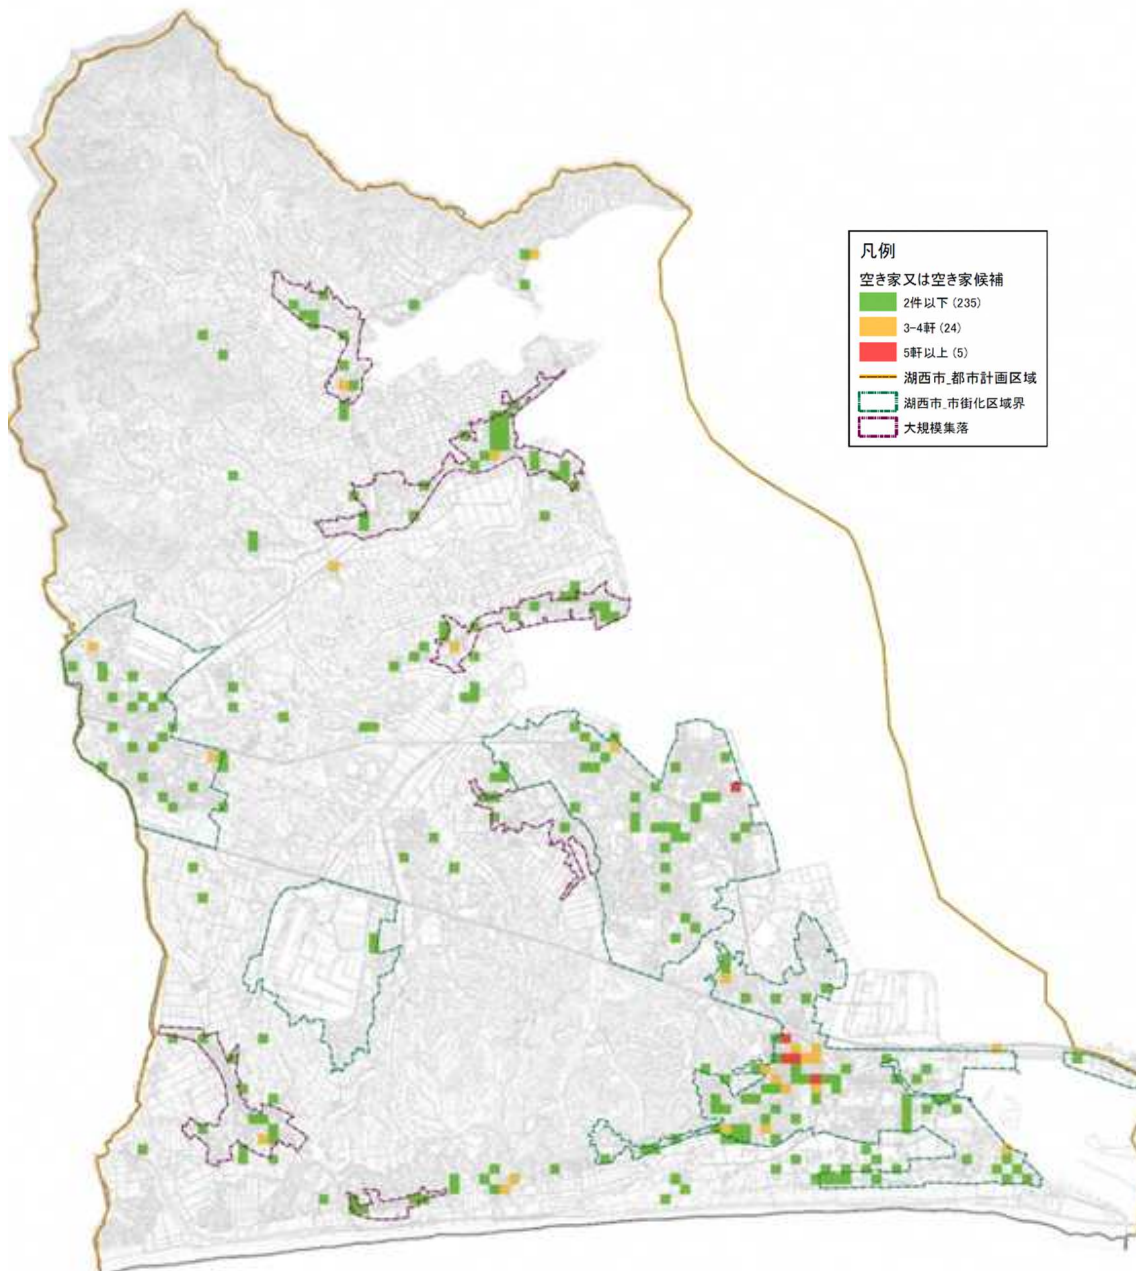 凡例
空き家又は空き家候補
2件以下 (235)
3-4軒 (24)
5軒以上 (5)
湖西市_都市計画区域
湖西市_市街化区域界
大規模集落